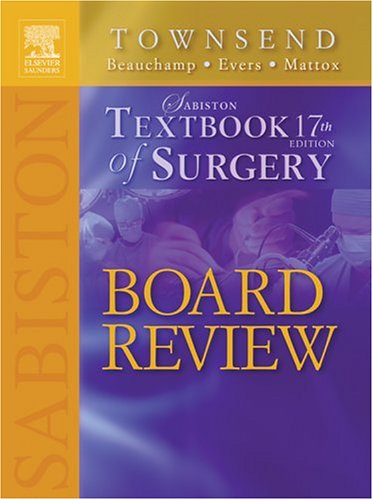 ELSEVIER
SAUNDERS
TOWNSEND
Beauchamp • Evers • Mattox
SABISTON
TEXTBOOK 17th
EDITION
of SURGERY
BOARD
REVIEW
SABISTON